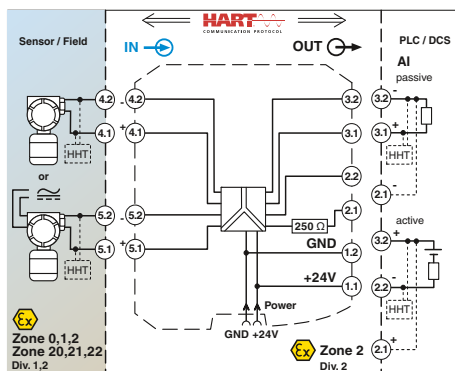 Sensor / Field
HART
COMMUNICATION PROTOCOL
IN
OUT
PLC / DCS
AI
passive
4.2
-
4.2
3.2
3.2
-
4.1
+
4.1
3.1
3.1
+
HHT
HHT
or
2.2
2.1
-
2.1
250 Ω
active
5.2
-
5.2
GND
1.2
3.2
+
5.1
+
5.1
+24V
1.1
2.2
-
HHT
HHT
Power
GND +24V
2.1
+
Ex
Zone 0,1,2
Zone 20,21,22
Div. 1,2
Ex
Zone 2
Div. 2